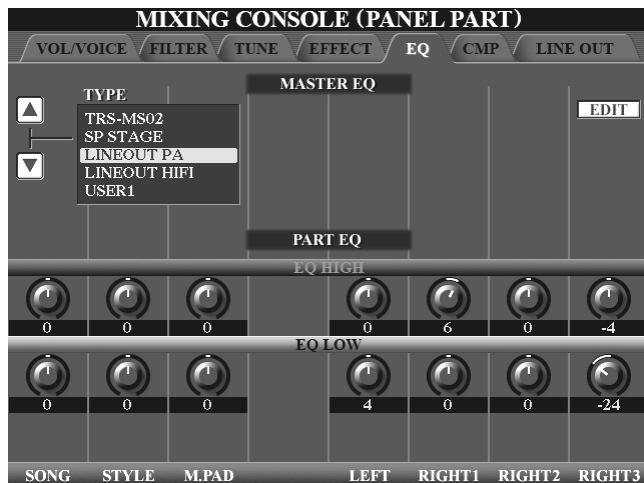 MIXING CONSOLE (PANEL PART)
VOL/VOICE FILTER TUNE EFFECT EQ CMP LINE OUT
MASTER EQ
TYPE
EDIT
TRS-MS02
SP STAGE
LINEOUT PA
LINEOUT HIFI
USER1
PART EQ
EQ HIGH
0 0 0 0 6 0 -4
EQ LOW
0 0 0 4 0 0 -24
SONG STYLE M.PAD LEFT RIGHT1 RIGHT2 RIGHT3